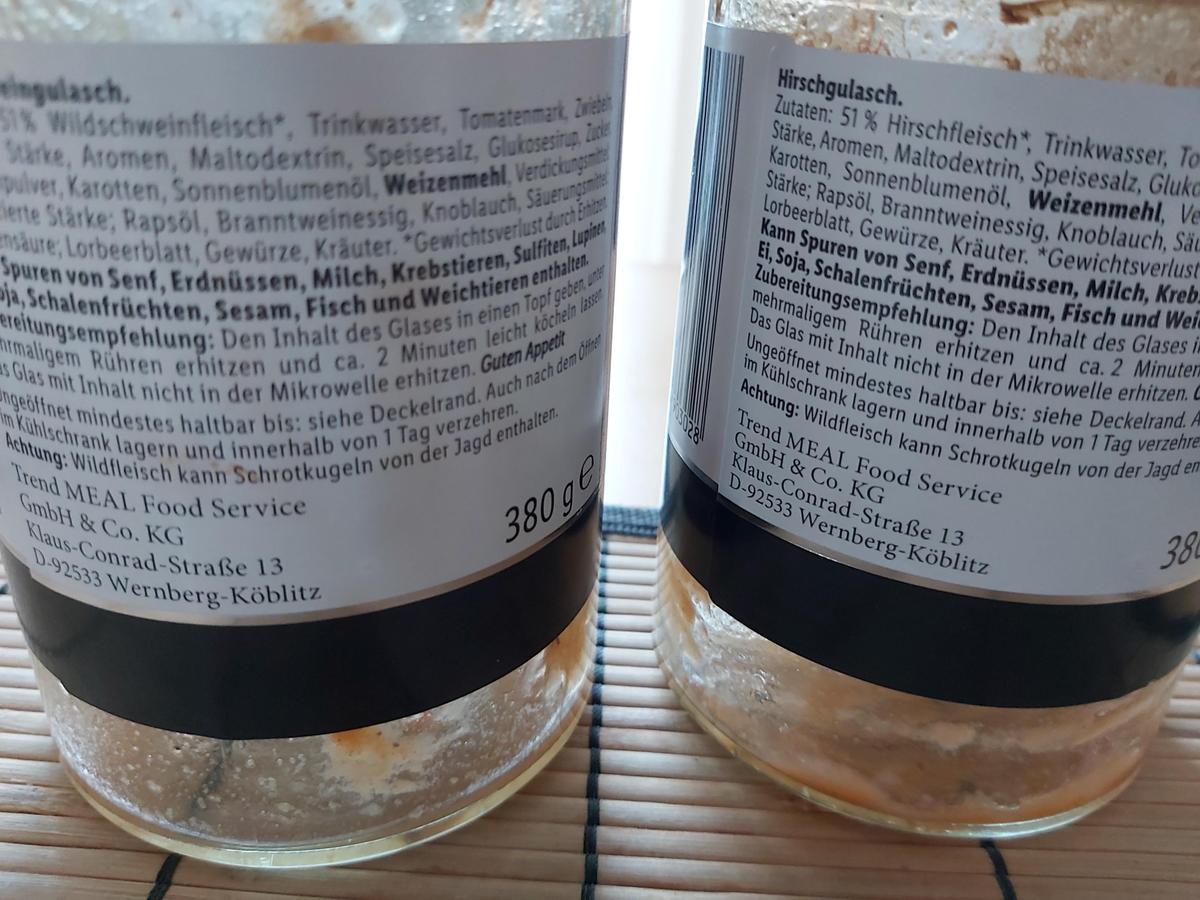 eingulasch.
51% Wildschweinfleisch*, Trinkwasser, Tomatenmark, Zwiebeln
Stärke, Aromen, Maltodextrin, Speisesalz, Glukosesirup, Zucker
pulver, Karotten, Sonnenblumenöl, Weizenmehl, Verdickungsmittel
ierte Stärke; Rapsöl, Branntweinessig, Knoblauch, Säuerungsmittel
ensäure; Lorbeerblatt, Gewürze, Kräuter. *Gewichtsverlust durch Erhitzen.
Spuren von Senf, Erdnüssen, Milch, Krebstieren, Sulfiten, Lupinen,
oja, Schalenfrüchten, Sesam, Fisch und Weichtieren enthalten.
ereitungsempfehlung: Den Inhalt des Glases in einen Topf geben, unter
hrmaligem Rühren erhitzen und ca. 2 Minuten leicht köcheln lassen.
as Glas mit Inhalt nicht in der Mikrowelle erhitzen. Guten Appetit
Ungeöffnet mindestes haltbar bis: siehe Deckelrand. Auch nach dem Öffnen
im Kühlschrank lagern und innerhalb von 1 Tag verzehren.
Achtung: Wildfleisch kann Schrotkugeln von der Jagd enthalten.
Trend MEAL Food Service
GmbH & Co. KG
Klaus-Conrad-Straße 13
D-92533 Wernberg-Köblitz
380 g e
Hirschgulasch.
Zutaten: 51 % Hirschfleisch*, Trinkwasser, To
Stärke, Aromen, Maltodextrin, Speisesalz, Gluko
Karotten, Sonnenblumenöl, Weizenmehl, Ve
Stärke; Rapsöl, Branntweinessig, Knoblauch, Säu
Lorbeerblatt, Gewürze, Kräuter. *Gewichtsverlust
Kann Spuren von Senf, Erdnüssen, Milch, Kreb
Ei, Soja, Schalenfrüchten, Sesam, Fisch und Wei
Zubereitungsempfehlung: Den Inhalt des Glases i
mehrmaligem Rühren erhitzen und ca. 2 Minuten
Das Glas mit Inhalt nicht in der Mikrowelle erhitzen.
Ungeöffnet mindestes haltbar bis: siehe Deckelrand.
im Kühlschrank lagern und innerhalb von 1 Tag verzehre
Achtung: Wildfleisch kann Schrotkugeln von der Jagd en
Trend MEAL Food Service
GmbH & Co. KG
Klaus-Conrad-Straße 13
D-92533 Wernberg-Köblitz
380